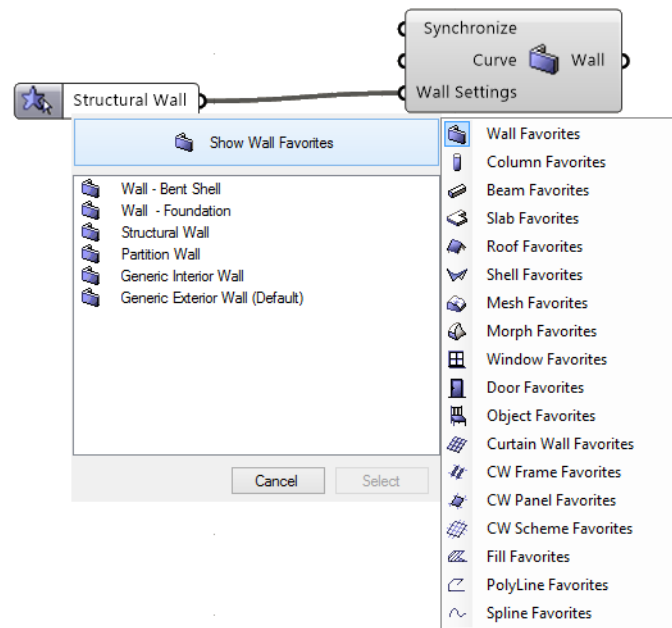 Synchronize
Curve Wall
Wall Settings
Structural Wall
Show Wall Favorites
Wall - Bent Shell
Wall - Foundation
Structural Wall
Partition Wall
Generic Interior Wall
Generic Exterior Wall (Default)
Cancel Select
Wall Favorites
Column Favorites
Beam Favorites
Slab Favorites
Roof Favorites
Shell Favorites
Mesh Favorites
Morph Favorites
Window Favorites
Door Favorites
Object Favorites
Curtain Wall Favorites
CW Frame Favorites
CW Panel Favorites
CW Scheme Favorites
Fill Favorites
PolyLine Favorites
Spline Favorites